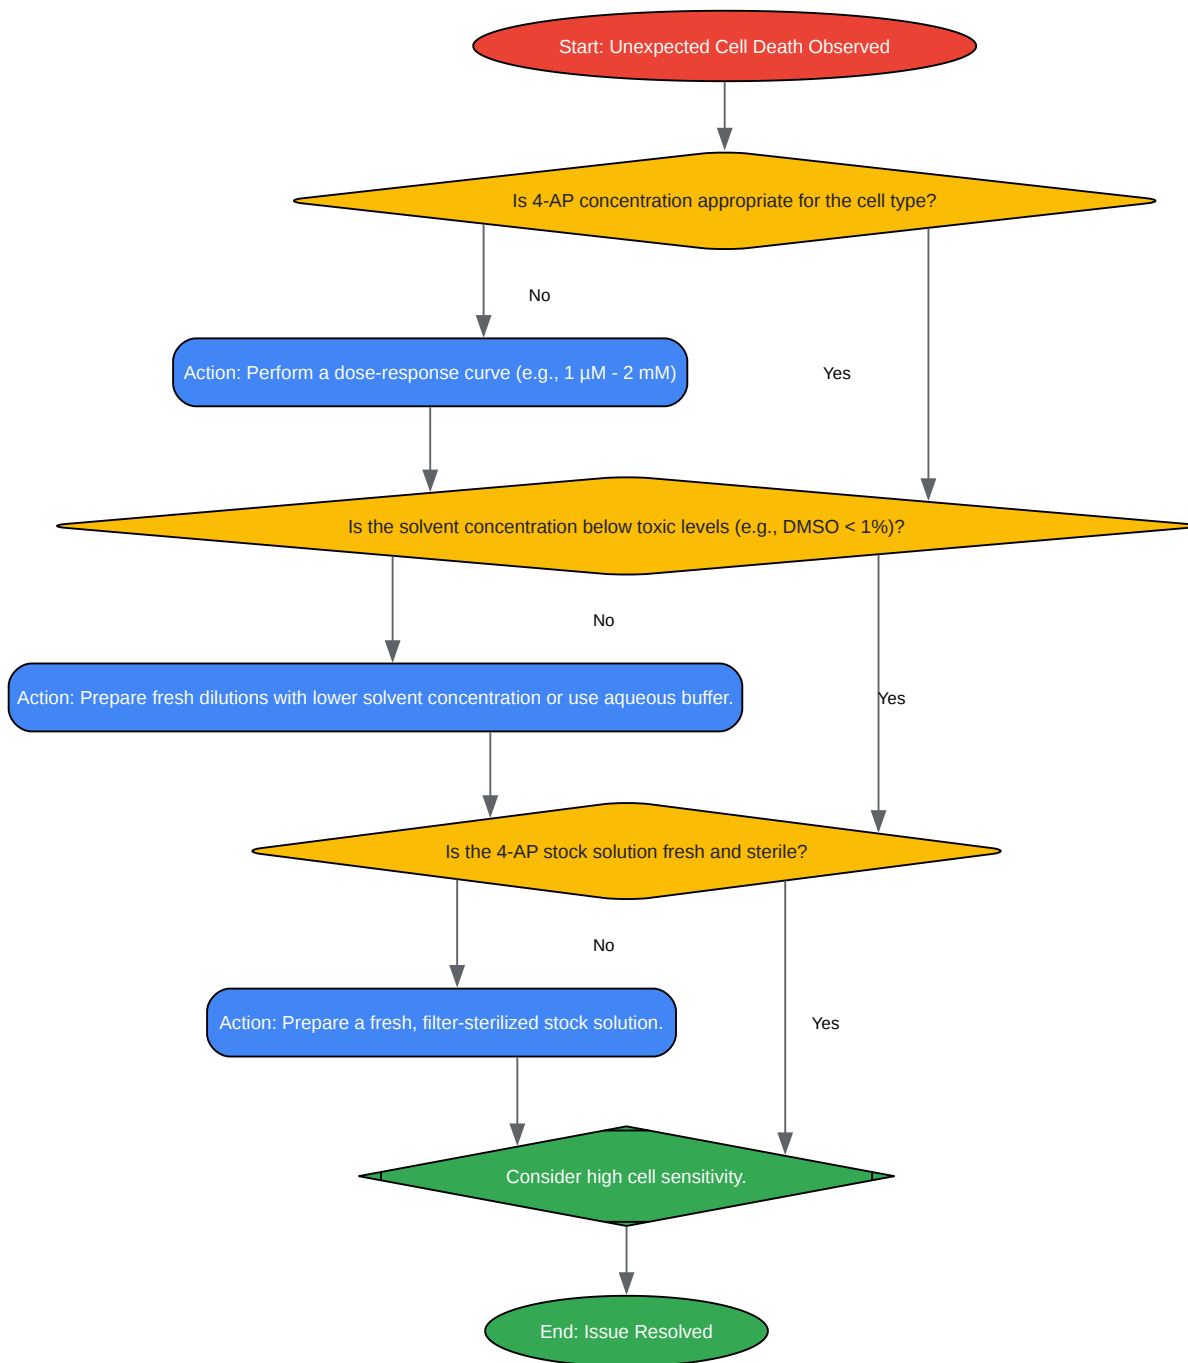 Start: Unexpected Cell Death Observed
Is 4-AP concentration appropriate for the cell type?
No
Action: Perform a dose-response curve (e.g., 1 µM - 2 mM)
Yes
Is the solvent concentration below toxic levels (e.g., DMSO < 1%)?
No
Action: Prepare fresh dilutions with lower solvent concentration or use aqueous buffer.
Yes
Is the 4-AP stock solution fresh and sterile?
No
Action: Prepare a fresh, filter-sterilized stock solution.
Yes
Consider high cell sensitivity.
End: Issue Resolved